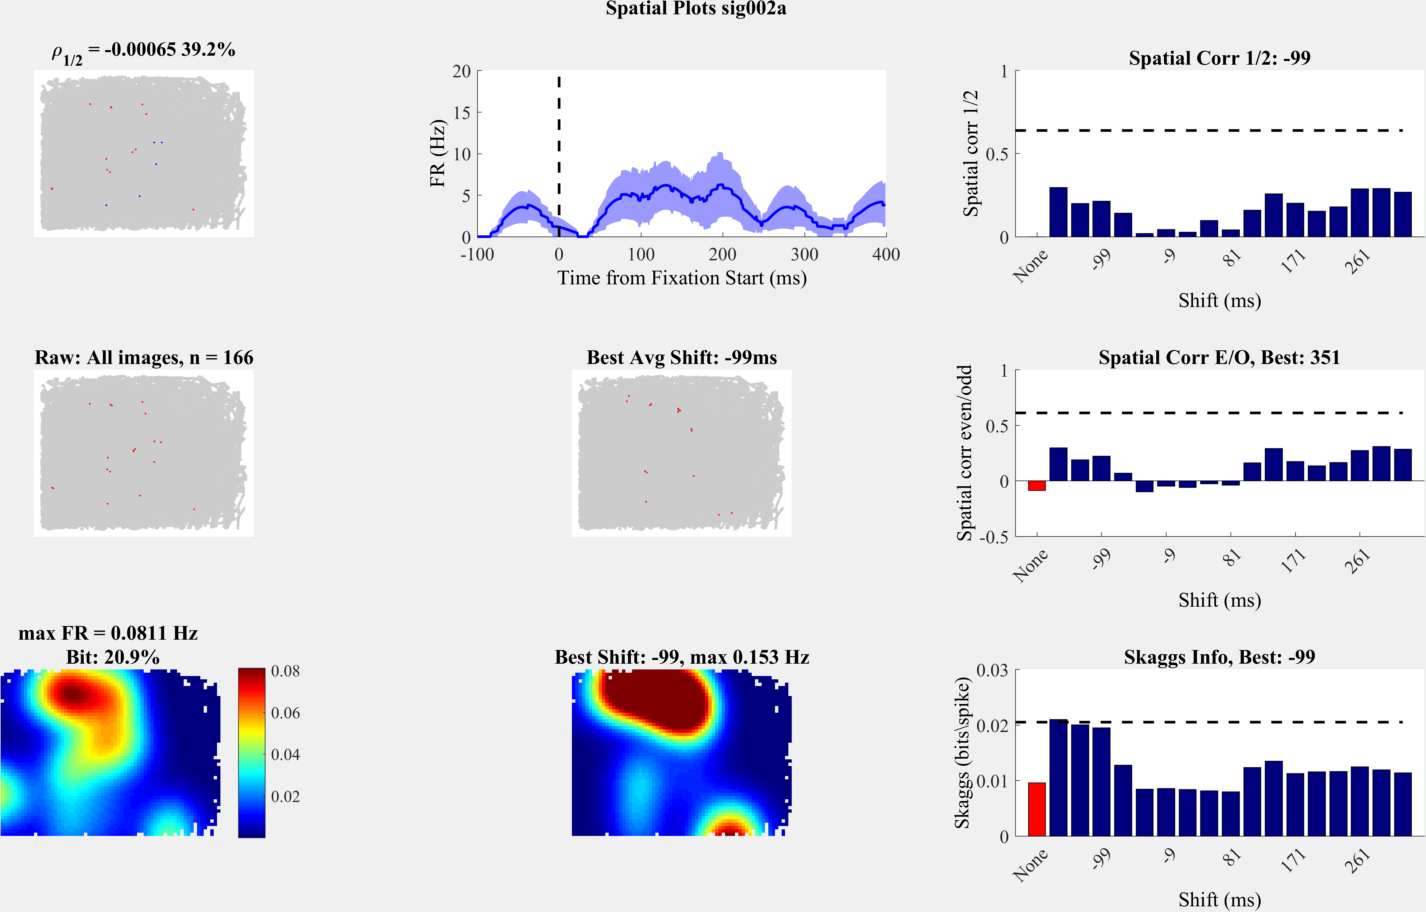 Spatial Plots sig002a
ρ1/2 = -0.00065 39.2%
20
15
10
5
0
FR (Hz)
-100 0 100 200 300 400
Time from Fixation Start (ms)
Spatial Corr 1/2: -99
1
0.5
0
Spatial corr 1/2
None -99 -9 81 171 261
Shift (ms)
Raw: All images, n = 166
Best Avg Shift: -99ms
Spatial Corr E/O, Best: 351
1
0.5
0
-0.5
Spatial corr even/odd
None -99 -9 81 171 261
Shift (ms)
max FR = 0.0811 Hz
Bit: 20.9%
0.08
0.06
0.04
0.02
Best Shift: -99, max 0.153 Hz
Skaggs Info, Best: -99
0.03
0.02
0.01
0
Skaggs (bits\spike)
None -99 -9 81 171 261
Shift (ms)